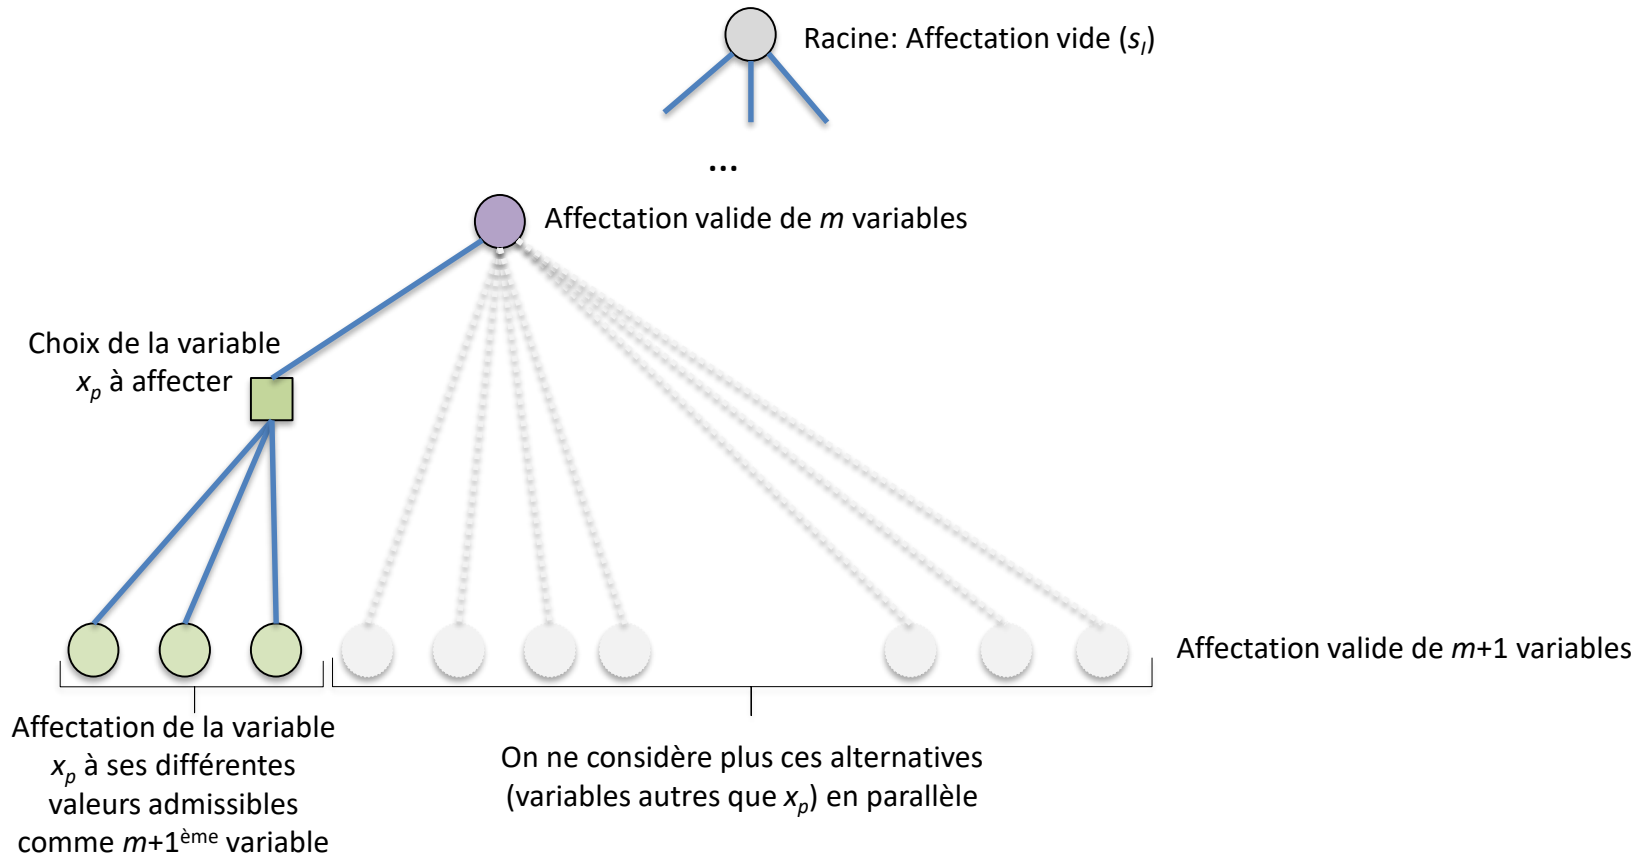 Racine: Affectation vide (sI)
...
Affectation valide de m variables
Choix de la variable
xp à affecter
Affectation valide de m+1 variables
Affectation de la variable
xp à ses différentes
valeurs admissibles
comme m+1ème variable
On ne considère plus ces alternatives
(variables autres que xp) en parallèle